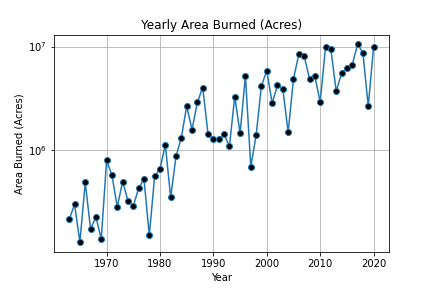 Yearly Area Burned (Acres)
10⁷
10⁶
Area Burned (Acres)
1970 1980 1990 2000 2010 2020
Year